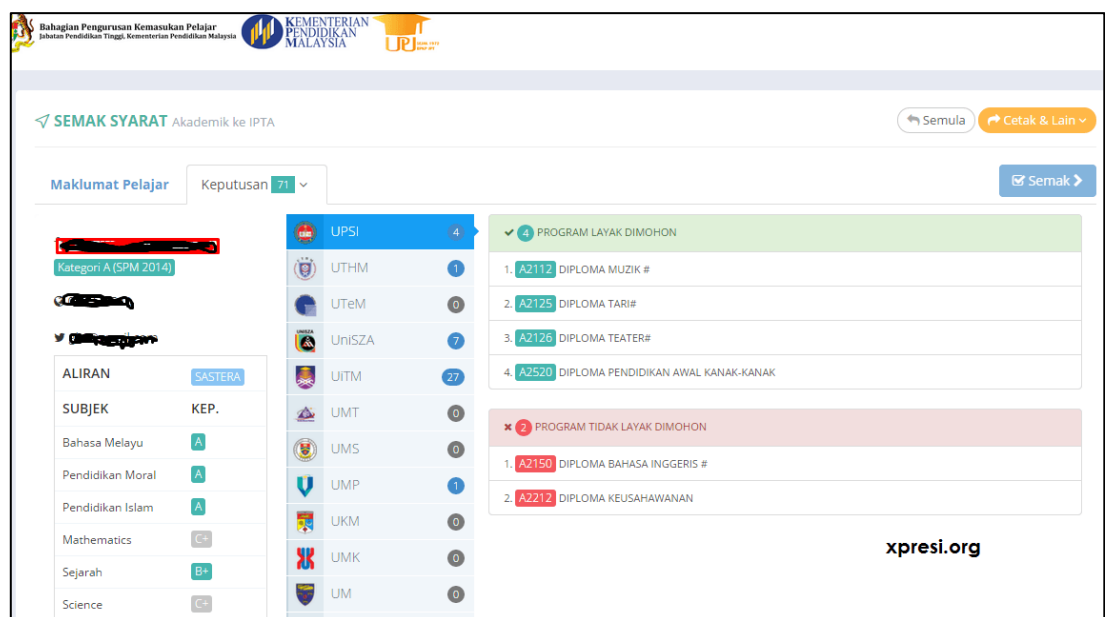 Bahagian Pengurusan Kemasukan Pelajar
Jabatan Pendidikan Tinggi, Kementerian Pendidikan Malaysia
KEMENTERIAN
PENDIDIKAN
MALAYSIA
UPU
SEMAK SYARAT Akademik ke IPTA
Semula
Cetak & Lain
Maklumat Pelajar
Keputusan 71
Semak
Kategori A (SPM 2014)
ALIRAN SASTERA
SUBJEK KEP.
Bahasa Melayu A
Pendidikan Moral A
Pendidikan Islam A
Mathematics C+
Sejarah B+
Science C+
UPSI 4
UTHM 1
UTeM 0
UniSZA 7
UiTM 27
UMT 0
UMS 0
UMP 1
UKM 0
UMK 0
UM 0
4 PROGRAM LAYAK DIMOHON
1. A2112 DIPLOMA MUZIK #
2. A2125 DIPLOMA TARI#
3. A2126 DIPLOMA TEATER#
4. A2520 DIPLOMA PENDIDIKAN AWAL KANAK-KANAK
2 PROGRAM TIDAK LAYAK DIMOHON
1. A2150 DIPLOMA BAHASA INGGERIS #
2. A2212 DIPLOMA KEUSAHAWANAN
xpresi.org